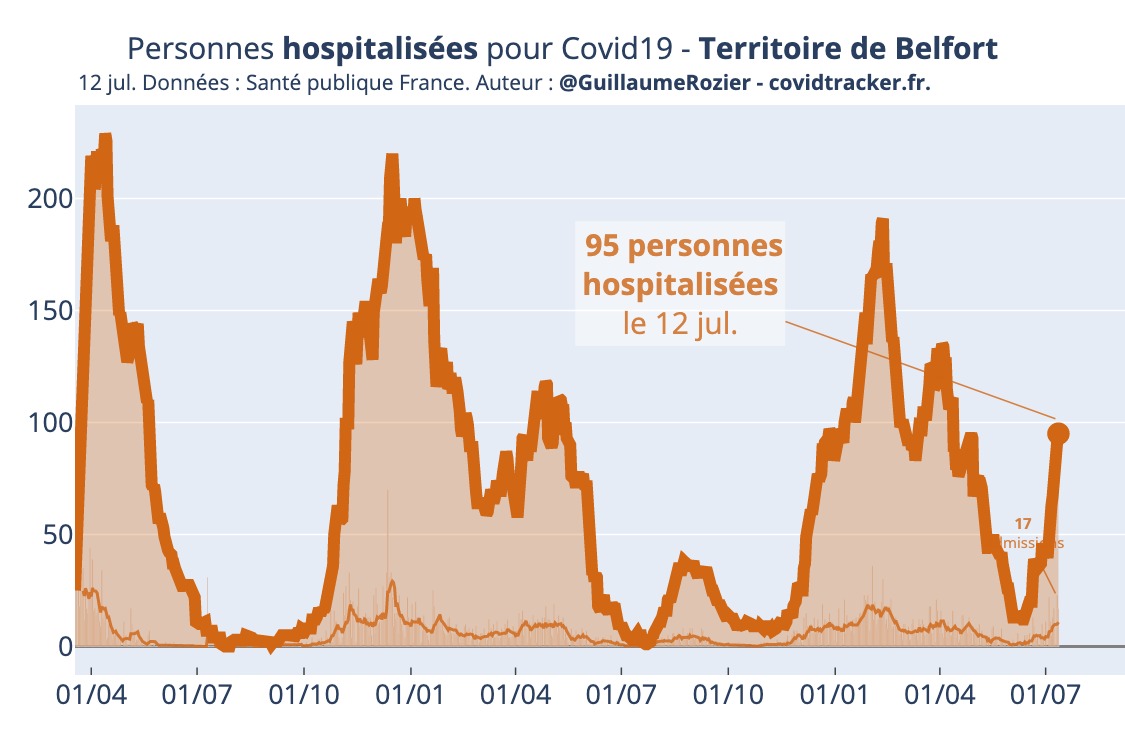 Personnes hospitalisées pour Covid19 - Territoire de Belfort
12 jul. Données : Santé publique France. Auteur : @GuillaumeRozier - covidtracker.fr.
200
95 personnes
hospitalisées
le 12 jul.
150
100
17
50
0
01/04 01/07 01/10 01/01 01/04 01/07 01/10 01/01 01/04 01/07